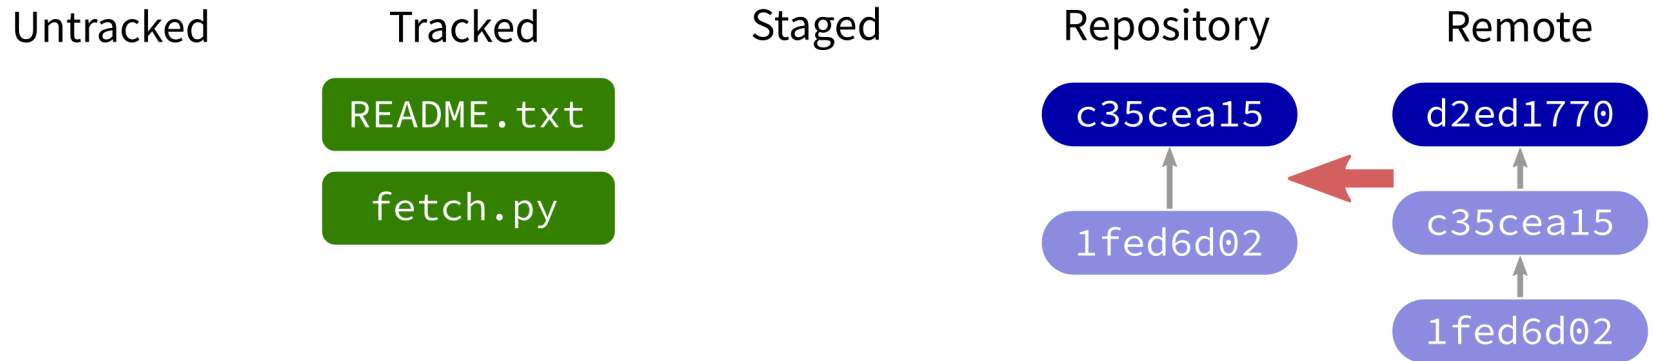 Untracked Tracked Staged Repository Remote
README.txt c35cea15 d2ed1770
fetch.py 1fed6d02 c35cea15
1fed6d02